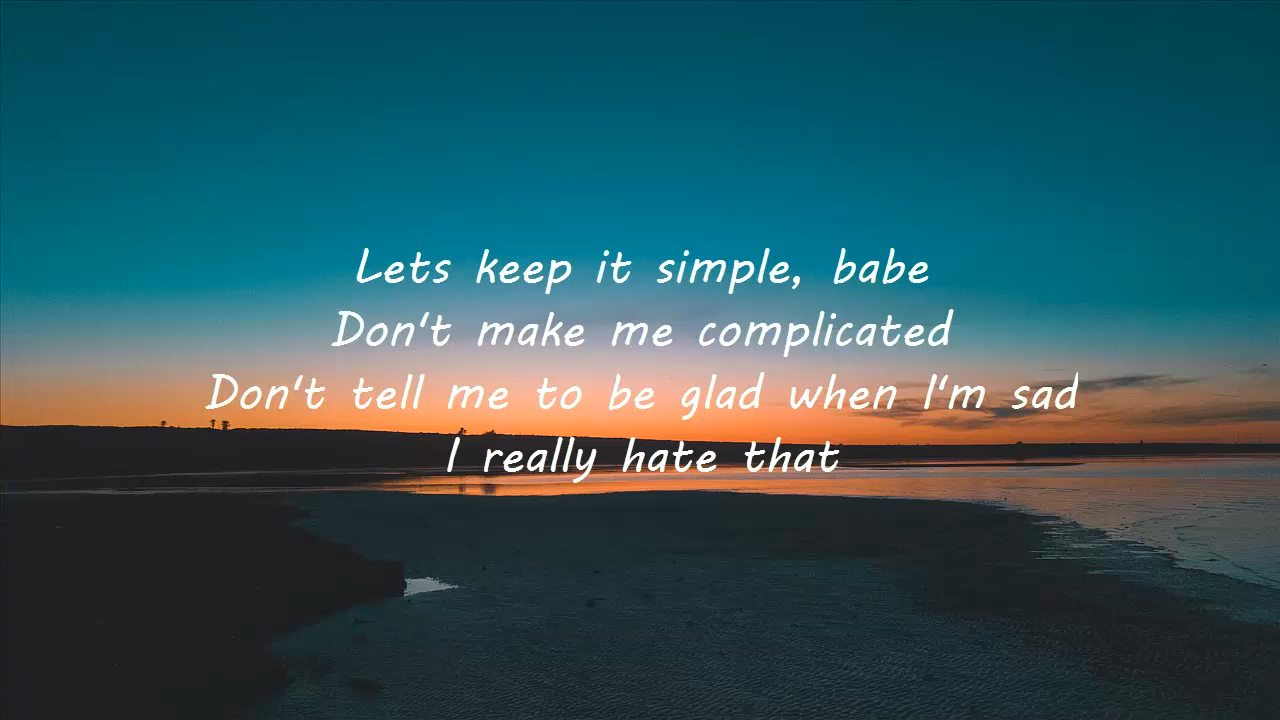 Lets keep it simple, babe
Don't make me complicated
Don't tell me to be glad when I'm sad
I really hate that